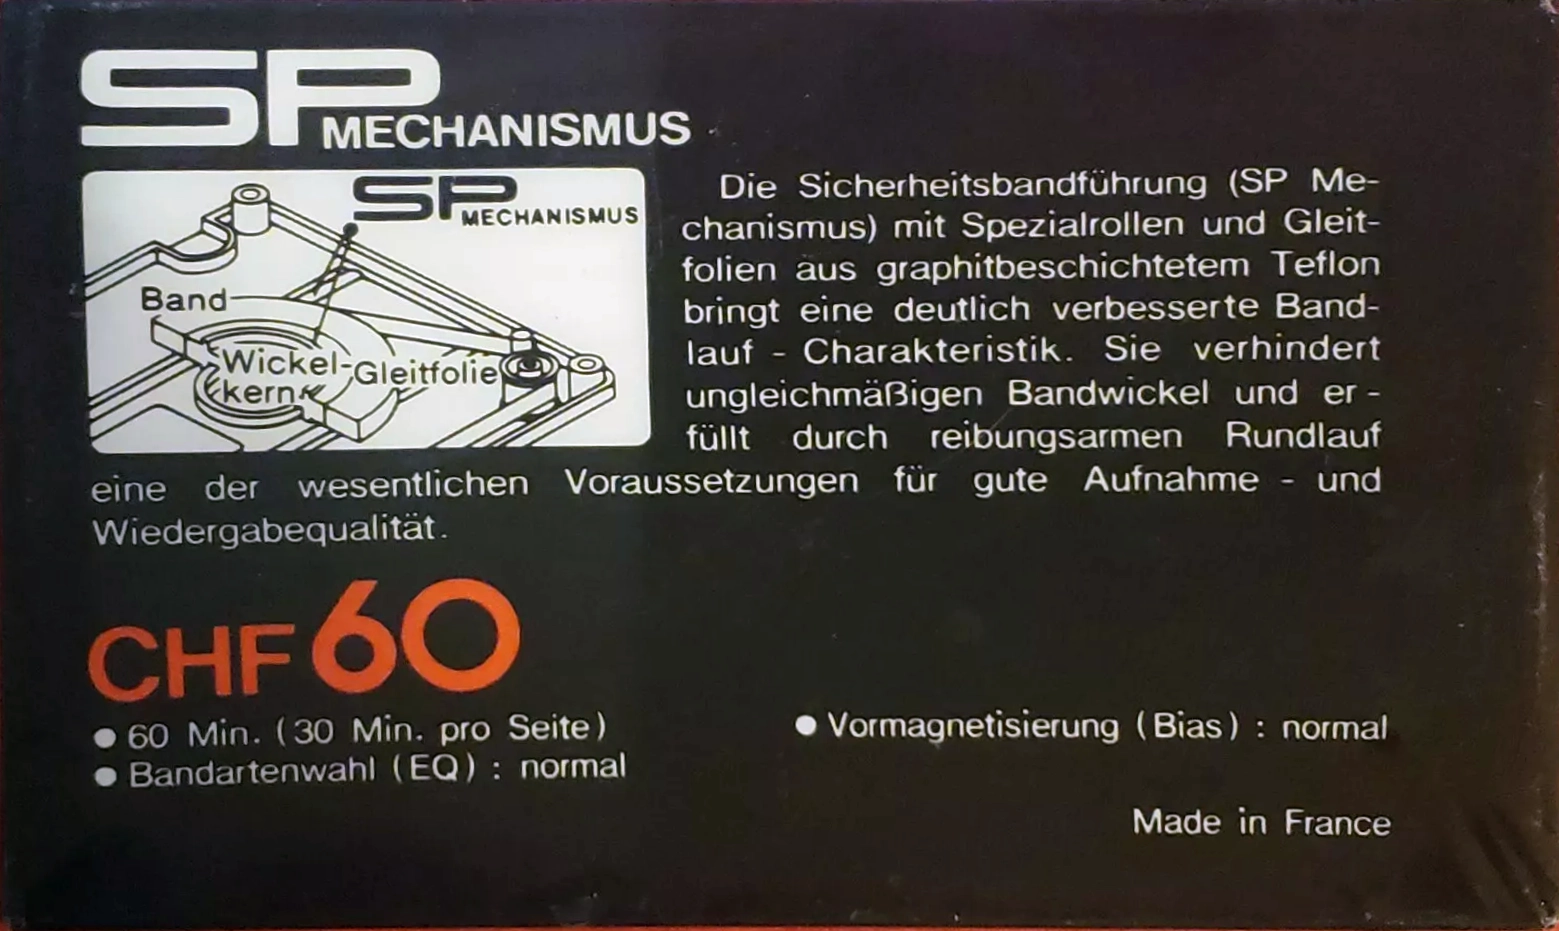 SP MECHANISMUS
SP MECHANISMUS
Band
Wickel-
kern
Gleitfolie
Die Sicherheitsbandführung (SP Me-
chanismus) mit Spezialrollen und Gleit-
folien aus graphitbeschichtetem Teflon
bringt eine deutlich verbesserte Band-
lauf - Charakteristik. Sie verhindert
ungleichmäßigen Bandwickel und er -
füllt durch reibungsarmen Rundlauf
eine der wesentlichen Voraussetzungen für gute Aufnahme - und
Wiedergabequalität.
CHF 60
● 60 Min. (30 Min. pro Seite)
● Bandartenwahl (EQ) : normal
● Vormagnetisierung (Bias) : normal
Made in France